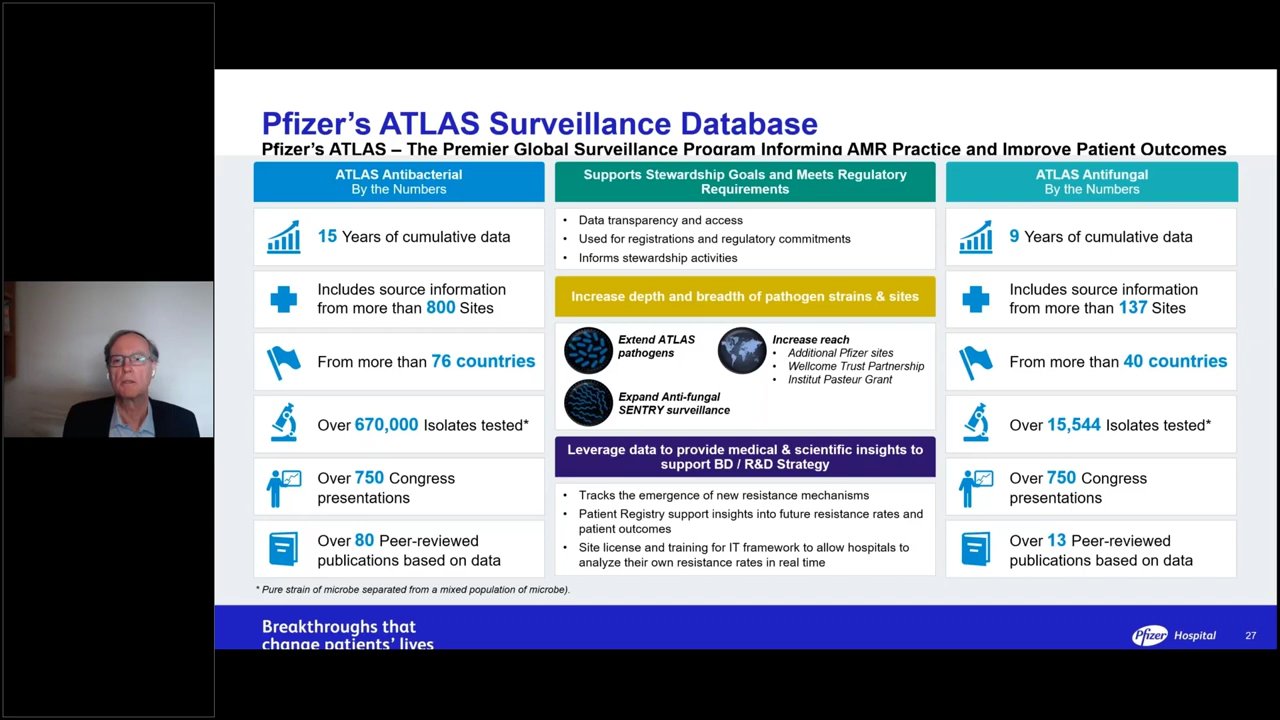 Pfizer's ATLAS Surveillance Database
Pfizer's ATLAS – The Premier Global Surveillance Program Informing AMR Practice and Improve Patient Outcomes
ATLAS Antibacterial
By the Numbers
15 Years of cumulative data
Includes source information
from more than 800 Sites
From more than 76 countries
Over 670,000 Isolates tested*
Over 750 Congress
presentations
Over 80 Peer-reviewed
publications based on data
Supports Stewardship Goals and Meets Regulatory
Requirements
• Data transparency and access
• Used for registrations and regulatory commitments
• Informs stewardship activities
Increase depth and breadth of pathogen strains & sites
Extend ATLAS
pathogens
Expand Anti-fungal
SENTRY surveillance
Increase reach
• Additional Pfizer sites
• Wellcome Trust Partnership
• Institut Pasteur Grant
Leverage data to provide medical & scientific insights to
support BD / R&D Strategy
• Tracks the emergence of new resistance mechanisms
• Patient Registry support insights into future resistance rates and
patient outcomes
• Site license and training for IT framework to allow hospitals to
analyze their own resistance rates in real time
ATLAS Antifungal
By the Numbers
9 Years of cumulative data
Includes source information
from more than 137 Sites
From more than 40 countries
Over 15,544 Isolates tested*
Over 750 Congress
presentations
Over 13 Peer-reviewed
publications based on data
* Pure strain of microbe separated from a mixed population of microbe).
Breakthroughs that
change patients' lives
Pfizer Hospital 27